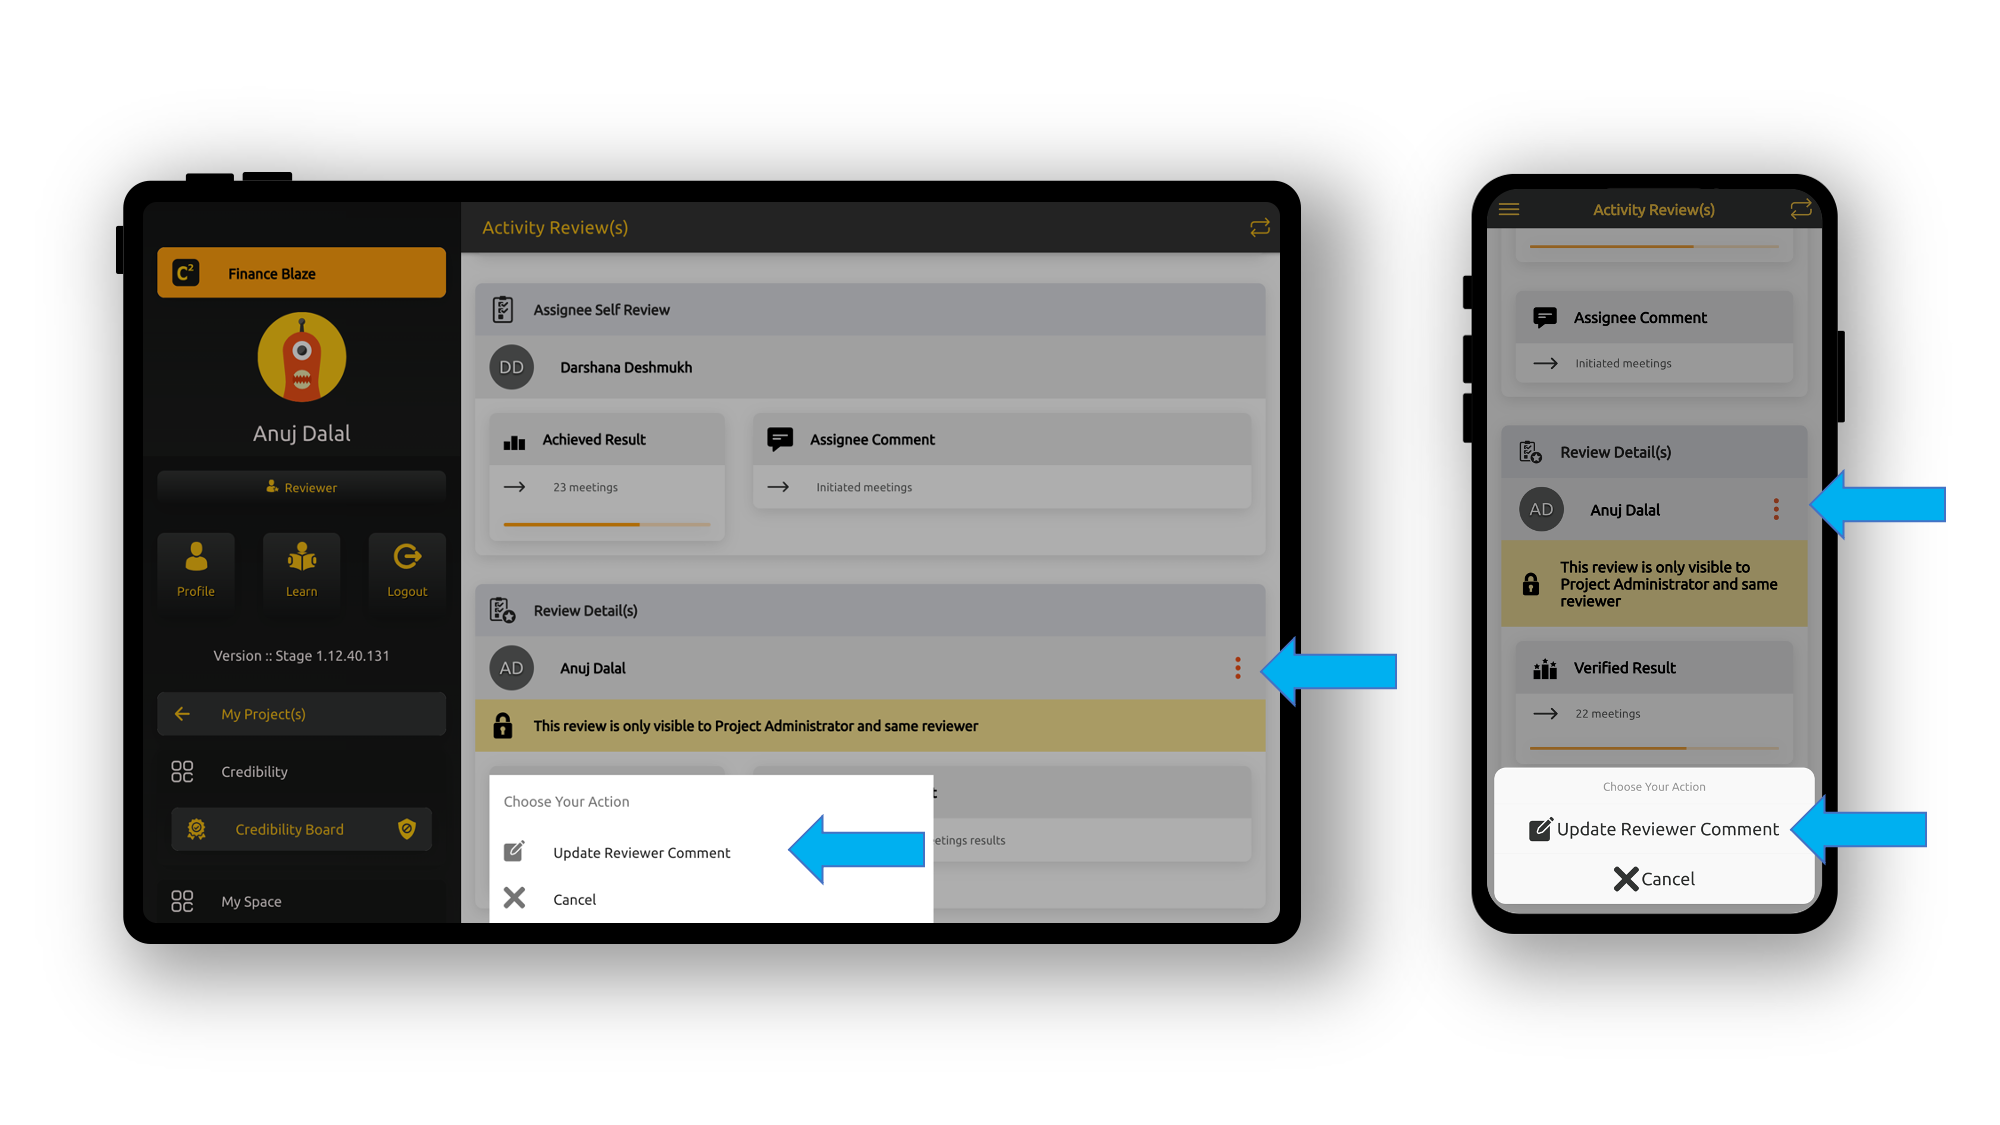 Activity Review(s)
C²
Finance Blaze
Anuj Dalal
Reviewer
Profile
Learn
Logout
Version :: Stage 1.12.40.131
My Project(s)
Credibility
Credibility Board
My Space
Assignee Self Review
DD
Darshana Deshmukh
Achieved Result
23 meetings
Assignee Comment
Initiated meetings
Review Detail(s)
AD
Anuj Dalal
This review is only visible to Project Administrator and same reviewer
results
Choose Your Action
Update Reviewer Comment
Cancel
Activity Review(s)
Assignee Comment
Initiated meetings
Review Detail(s)
AD
Anuj Dalal
This review is only visible to
Project Administrator and same
reviewer
Verified Result
22 meetings
Choose Your Action
Update Reviewer Comment
Cancel